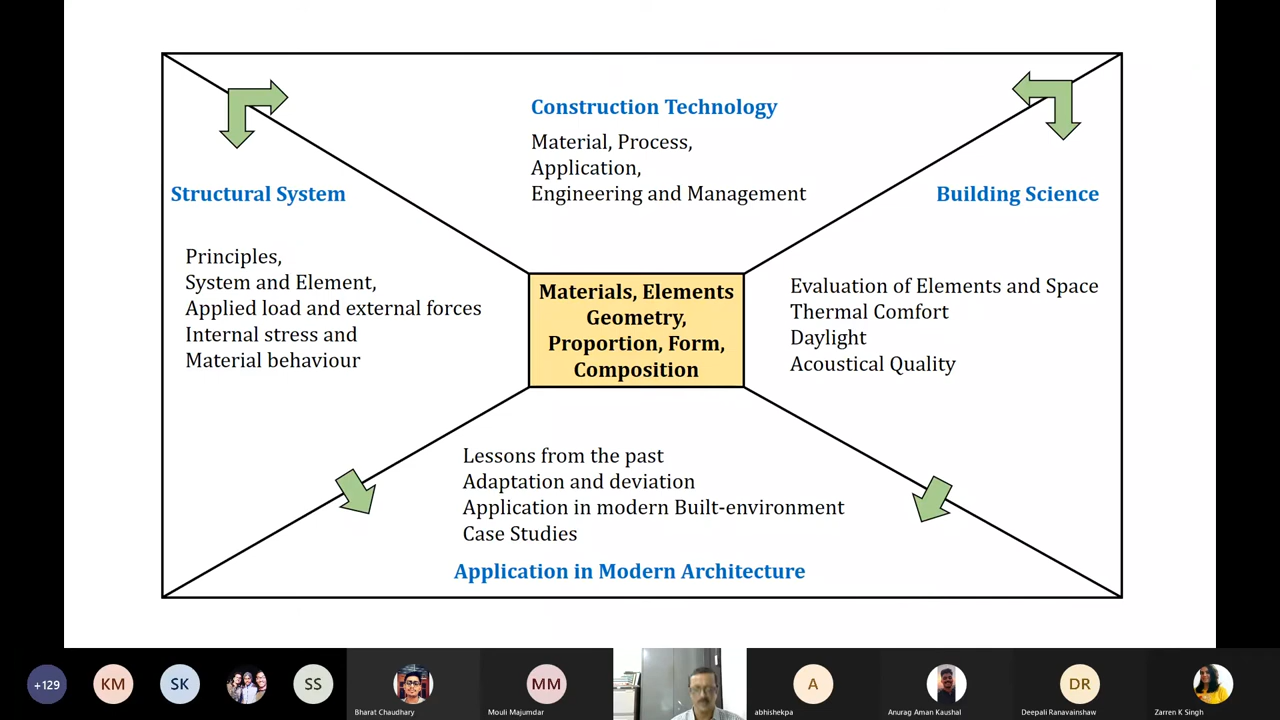 Construction Technology
Material, Process,
Application,
Engineering and Management
Structural System
Principles,
System and Element,
Applied load and external forces
Internal stress and
Material behaviour
Building Science
Evaluation of Elements and Space
Thermal Comfort
Daylight
Acoustical Quality
Materials, Elements
Geometry,
Proportion, Form,
Composition
Lessons from the past
Adaptation and deviation
Application in modern Built-environment
Case Studies
Application in Modern Architecture
+129
KM
SK
SS
Bharat Chaudhary
MM
Mouli Majumdar
A
abhishekpa
Anurag Aman Kaushal
DR
Deepali Ranavainshaw
Zarren K Singh